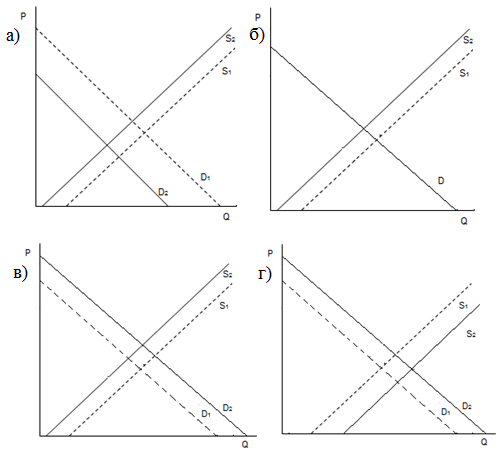 а)
P
S2
S1
D1
D2
Q
б)
S2
S1
D
P
Q
в)
P
S2
S1
D1
D2
Q
г)
P
S1
S2
D1
D2
Q